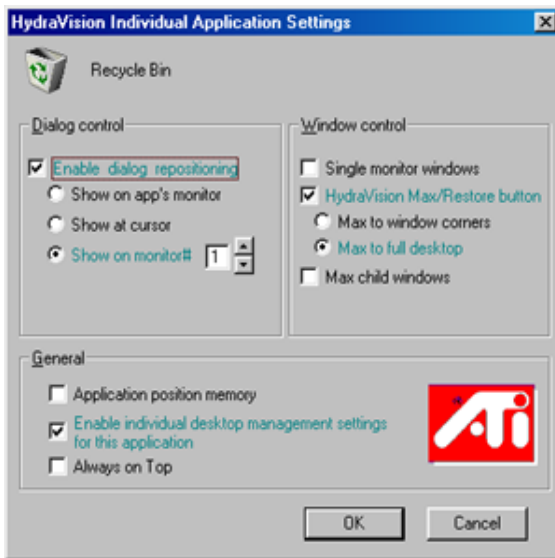 HydraVision Individual Application Settings
Recycle Bin
Dialog control
Enable dialog repositioning
Show on app's monitor
Show at cursor
Show on monitor# 1
Window control
Single monitor windows
HydraVision Max/Restore button
Max to window corners
Max to full desktop
Max child windows
General
Application position memory
Enable individual desktop management settings
for this application
Always on Top
ATi
OK
Cancel